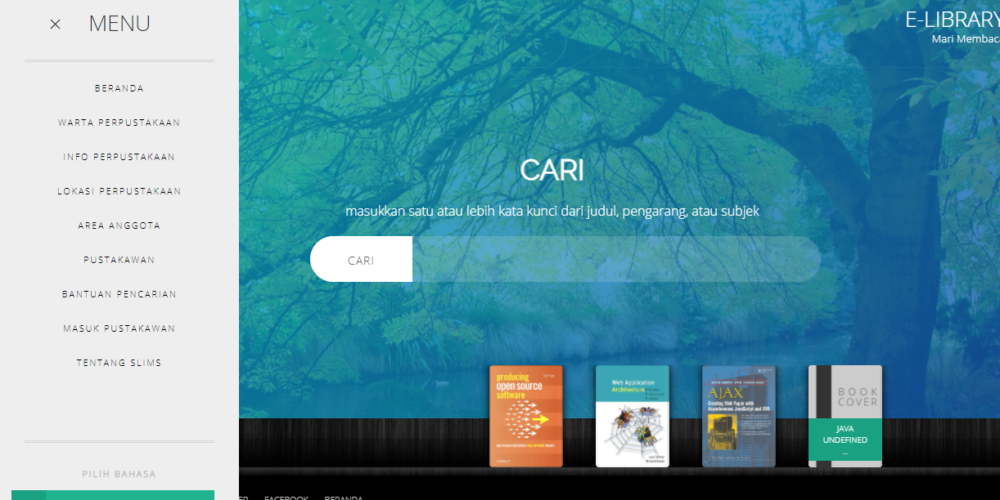 MENU
BERANDA
WARTA PERPUSTAKAAN
INFO PERPUSTAKAAN
LOKASI PERPUSTAKAAN
AREA ANGGOTA
PUSTAKAWAN
BANTUAN PENCARIAN
MASUK PUSTAKAWAN
TENTANG SLIMS
PILIH BAHASA
E-LIBRARY
Mari Membaca
CARI
masukkan satu atau lebih kata kunci dari judul, pengarang, atau subjek
CARI
producing
open source
software
Web Application
Architecture
AJAX
Creating Web Pages with
Asynchronous JavaScript and XML
BOOK
COVER
JAVA
UNDEFINED
...
FACEBOOK BERANDA